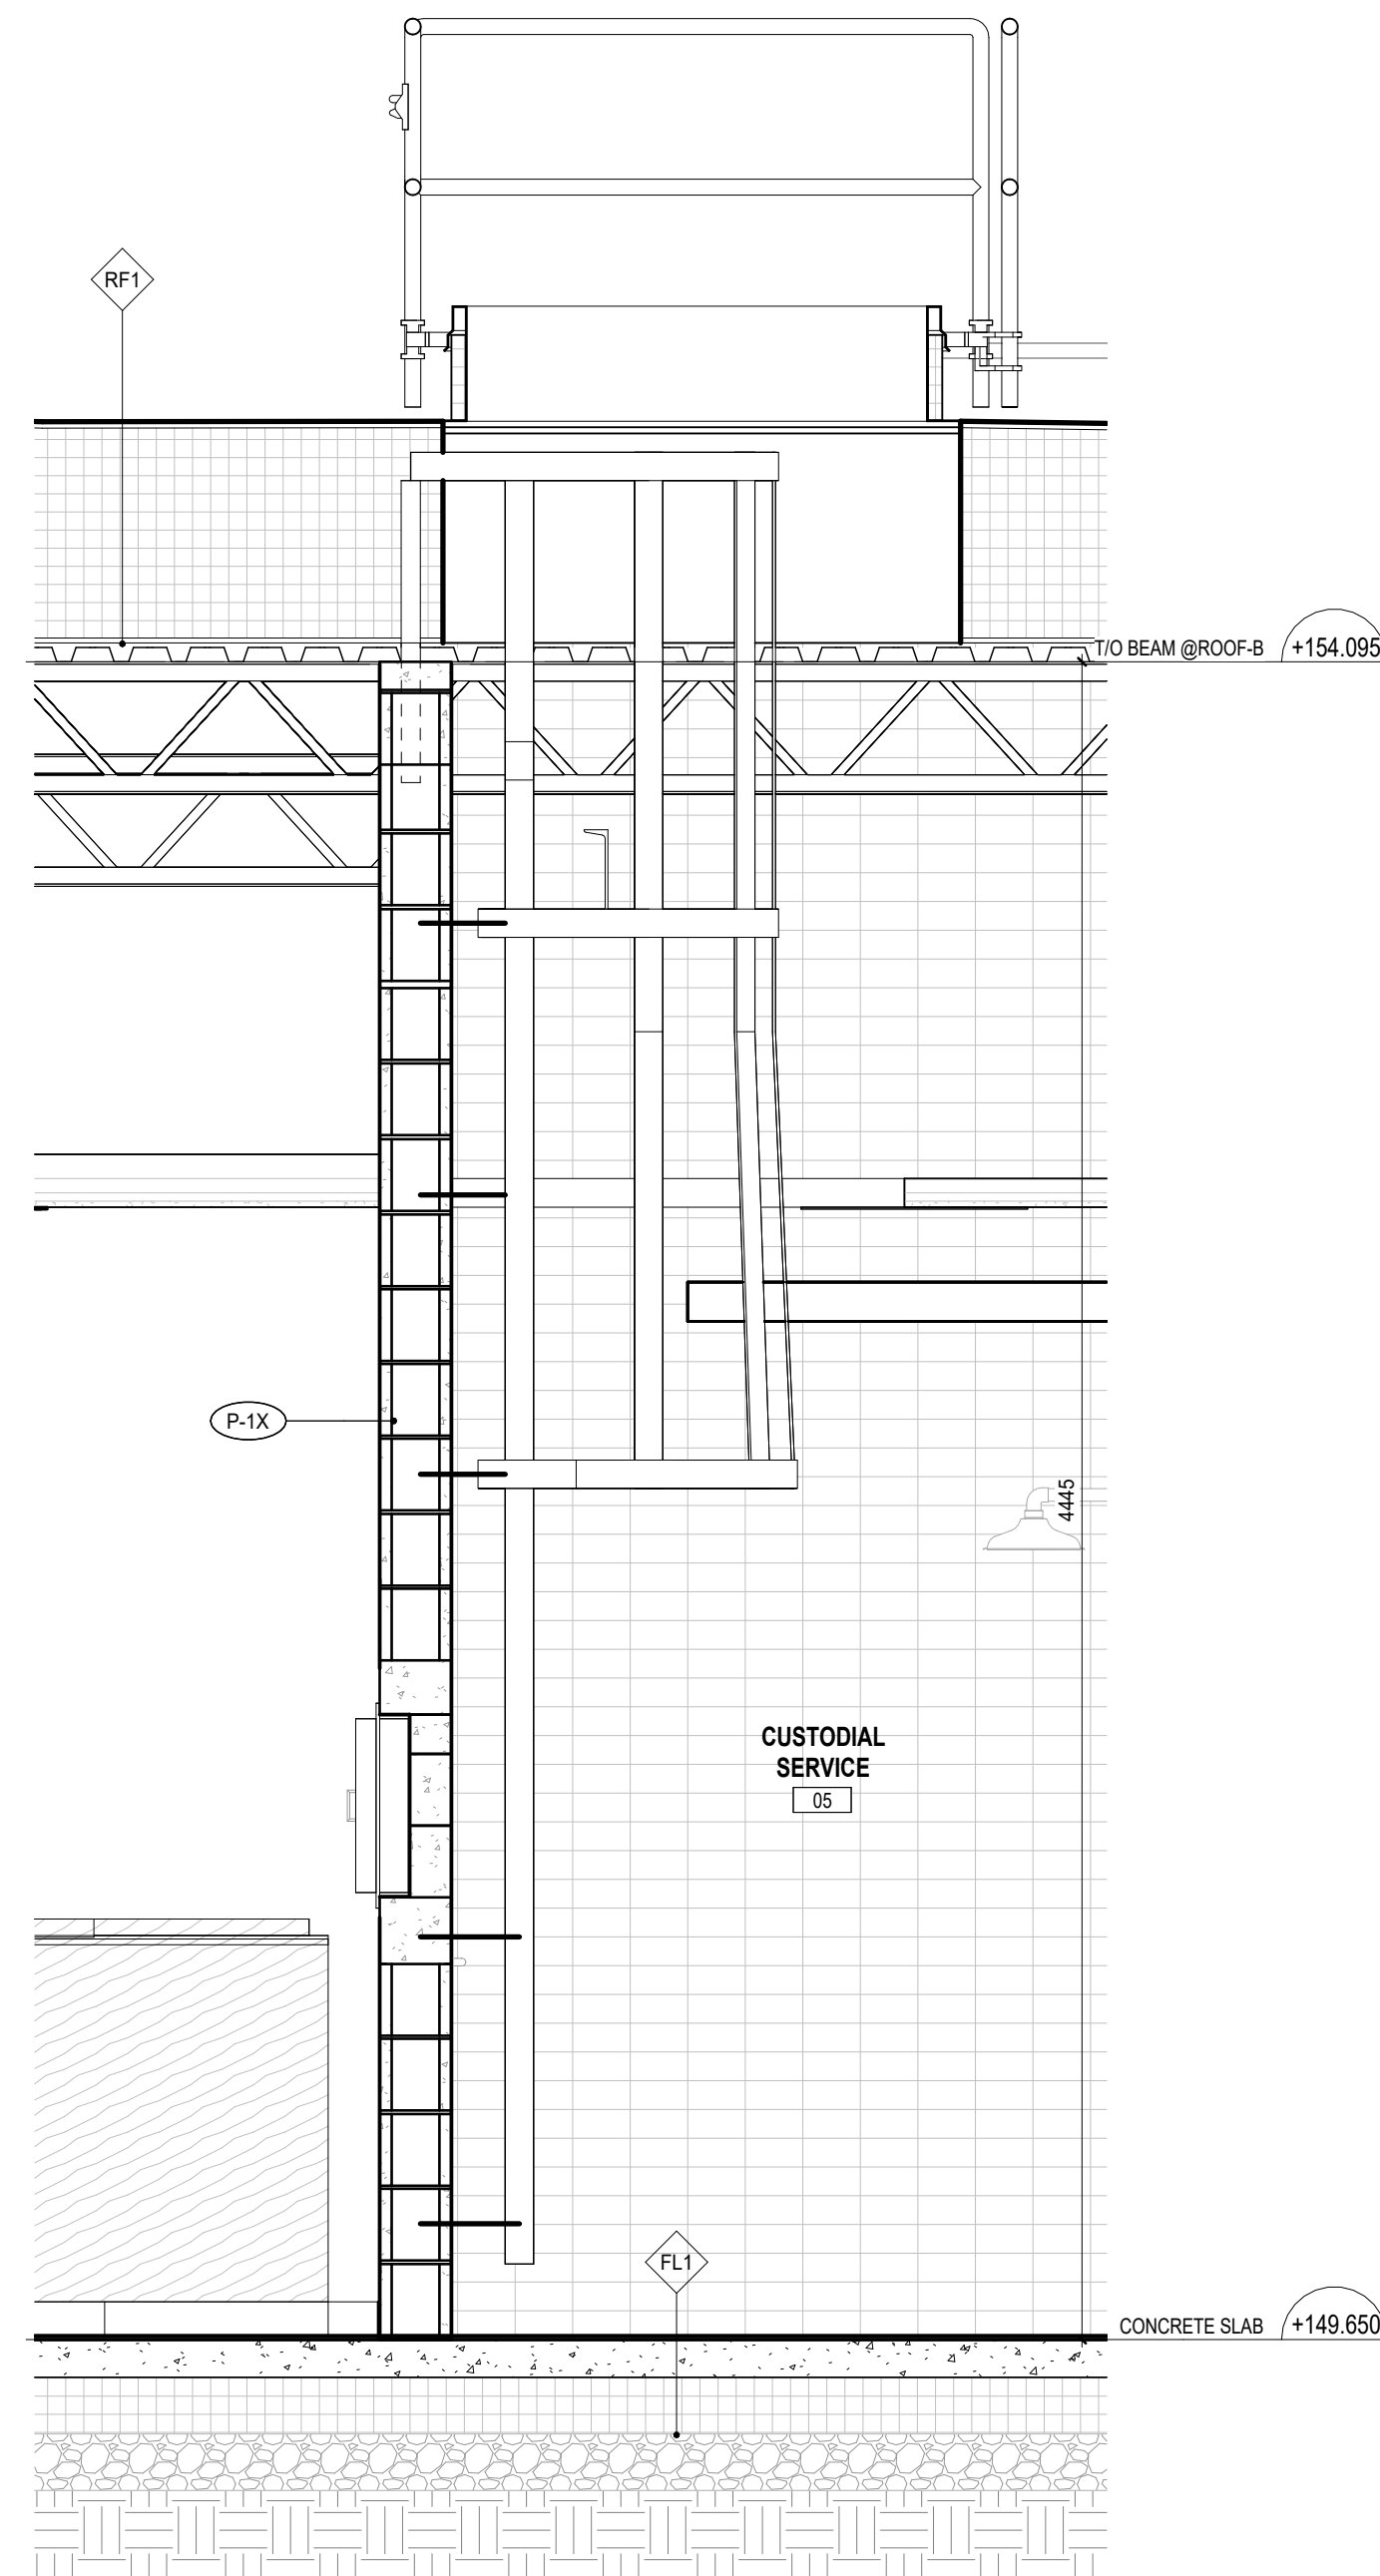 RF1
T/O BEAM @ROOF-B
+154.095
P-1X
4445
CUSTODIAL
SERVICE
05
FL1
CONCRETE SLAB
+149.650